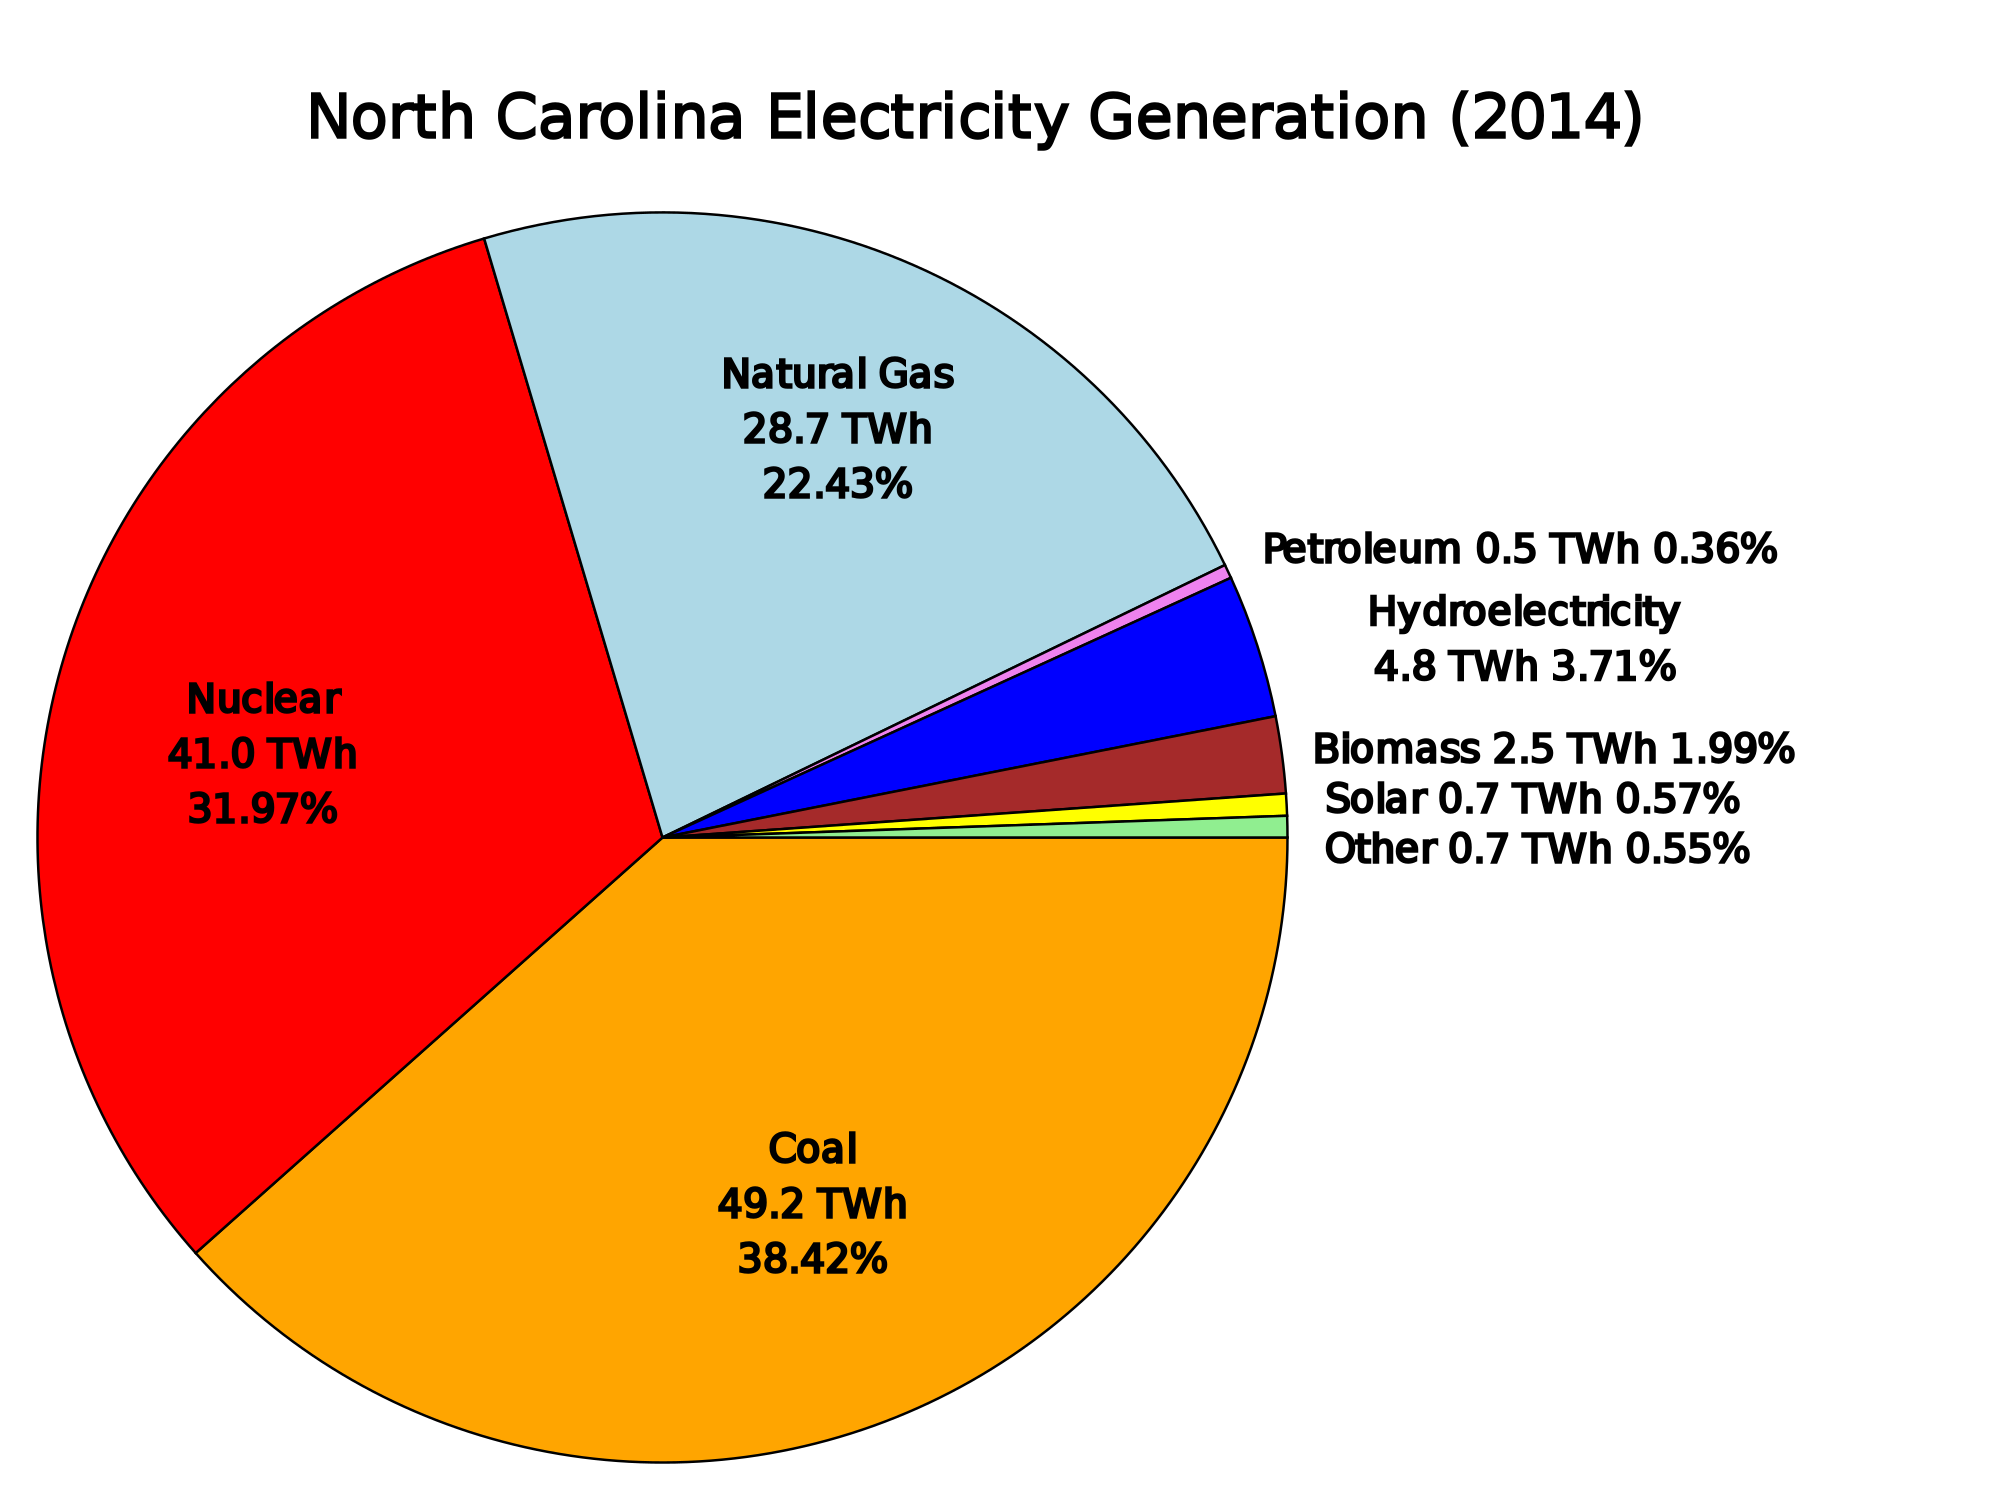 North Carolina Electricity Generation (2014)
Natural Gas
28.7 TWh
22.43%
Petroleum 0.5 TWh 0.36%
Hydroelectricity
4.8 TWh 3.71%
Nuclear
41.0 TWh
31.97%
Biomass 2.5 TWh 1.99%
Solar 0.7 TWh 0.57%
Other 0.7 TWh 0.55%
Coal
49.2 TWh
38.42%